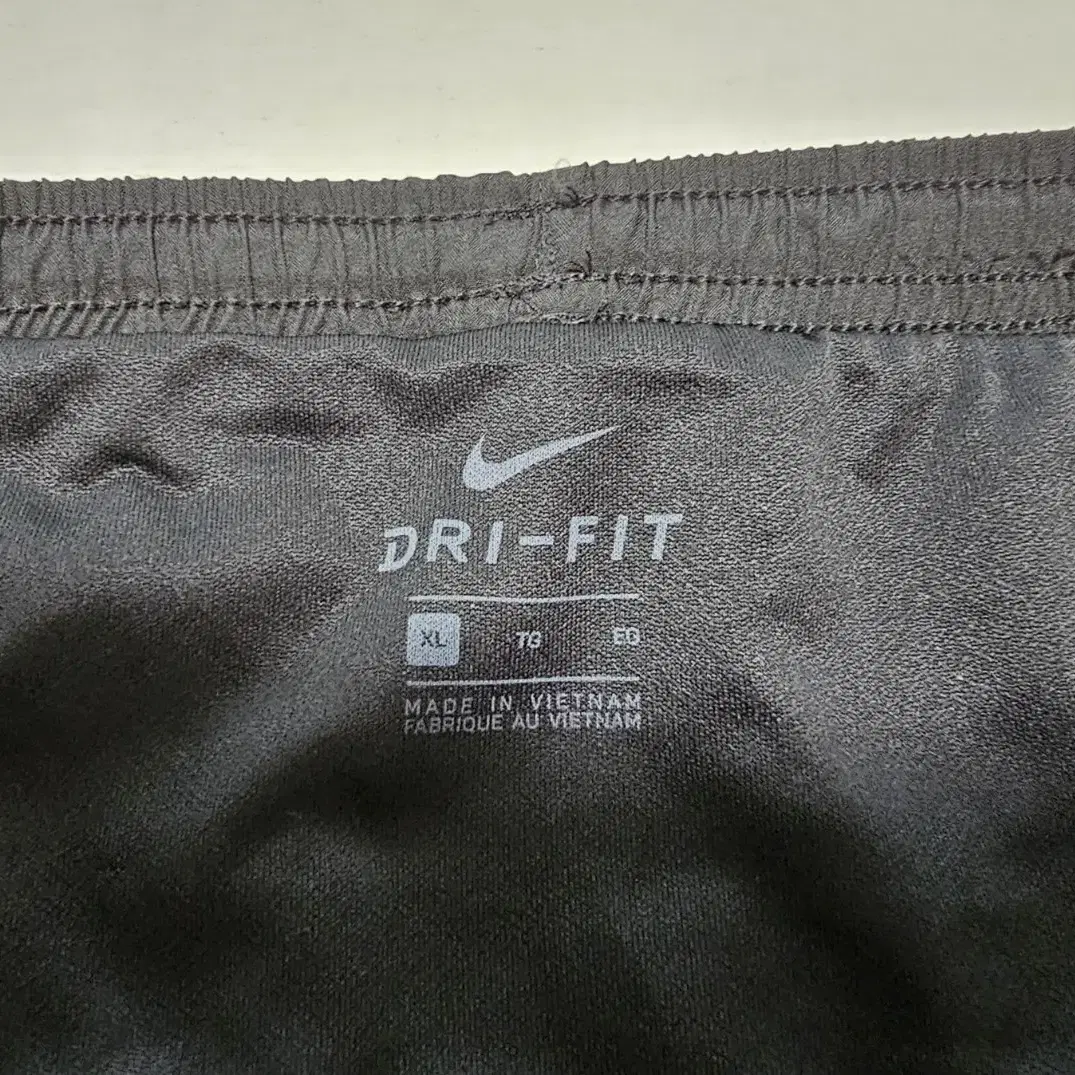 DRI-FIT
XL TG EG
MADE IN VIETNAM
FABRIQUE AU VIETNAM